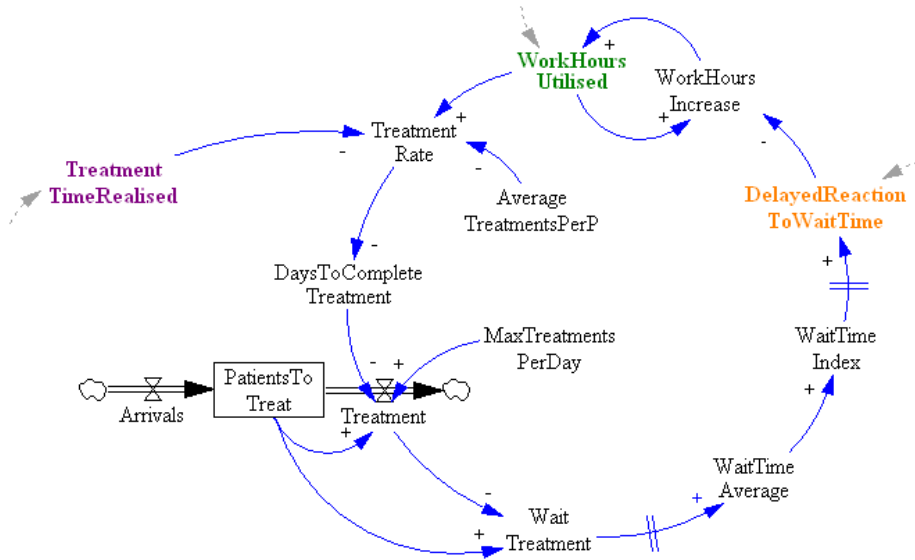 WorkHours
Utilised
+
WorkHours
Increase
+
+
Treatment
Rate
-
-
-
Treatment
TimeRealised
Average
TreatmentsPerP
DelayedReaction
ToWaitTime
-
+
DaysToComplete
Treatment
MaxTreatments
PerDay
WaitTime
Index
-
+
PatientsTo
Treat
Arrivals
Treatment
+
+
WaitTime
Average
-
+
+
Wait
Treatment